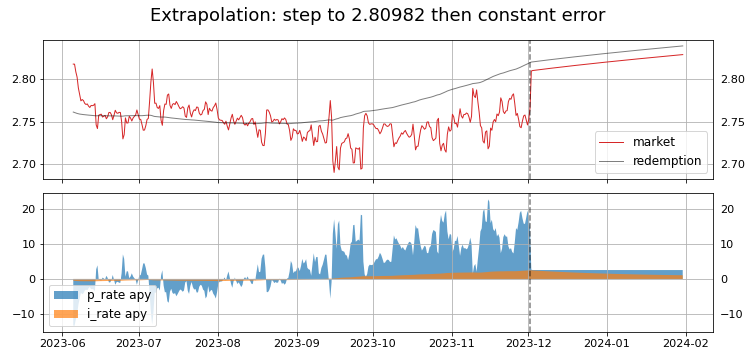 Extrapolation: step to 2.80982 then constant error
2.80
2.80
2.75
2.75
2.70
2.70
market
redemption
20
20
10
10
0
0
−10
−10
p_rate apy
i_rate apy
2023-06 2023-07 2023-08 2023-09 2023-10 2023-11 2023-12 2024-01 2024-02